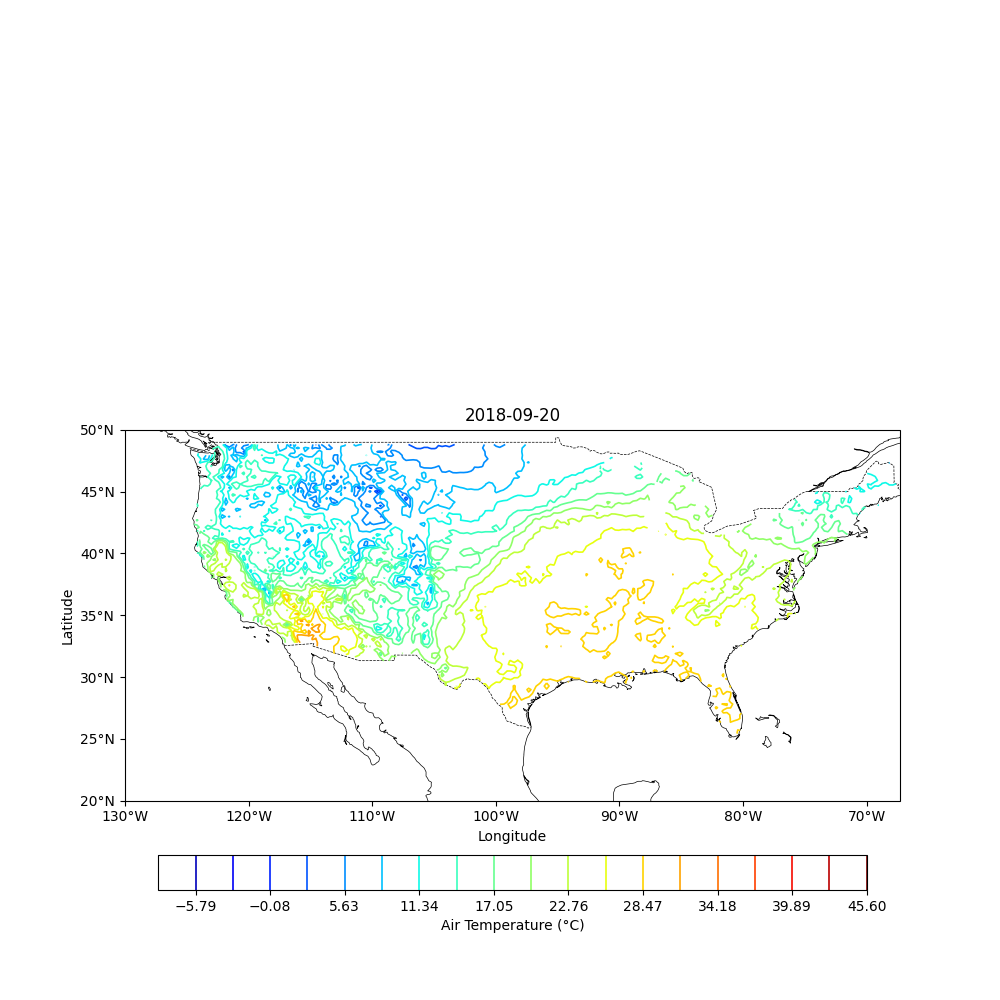 2018-09-20
50°N
45°N
40°N
35°N
30°N
25°N
20°N
Latitude
130°W 120°W 110°W 100°W 90°W 80°W 70°W
Longitude
−5.79 −0.08 5.63 11.34 17.05 22.76 28.47 34.18 39.89 45.60
Air Temperature (°C)